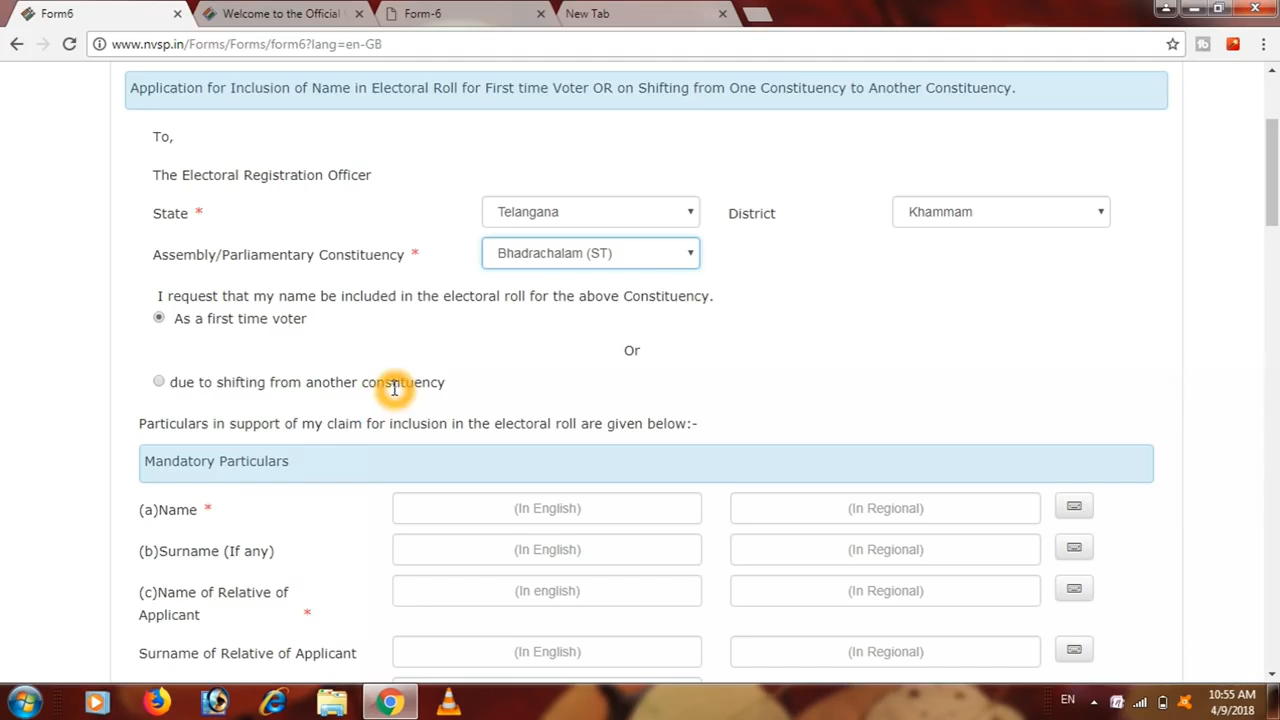 Form6
Welcome to the Official
Form-6
New Tab
www.nvsp.in/Forms/Forms/form6?lang=en-GB
Application for Inclusion of Name in Electoral Roll for First time Voter OR on Shifting from One Constituency to Another Constituency.
To,
The Electoral Registration Officer
State * Telangana District Khammam
Assembly/Parliamentary Constituency * Bhadrachalam (ST)
I request that my name be included in the electoral roll for the above Constituency.
As a first time voter
Or
due to shifting from another constituency
Particulars in support of my claim for inclusion in the electoral roll are given below:-
Mandatory Particulars
(a)Name * (In English) (In Regional)
(b)Surname (If any) (In English) (In Regional)
(c)Name of Relative of (In english) (In Regional)
Applicant *
Surname of Relative of Applicant (In English) (In Regional)
EN
10:55 AM
4/9/2018